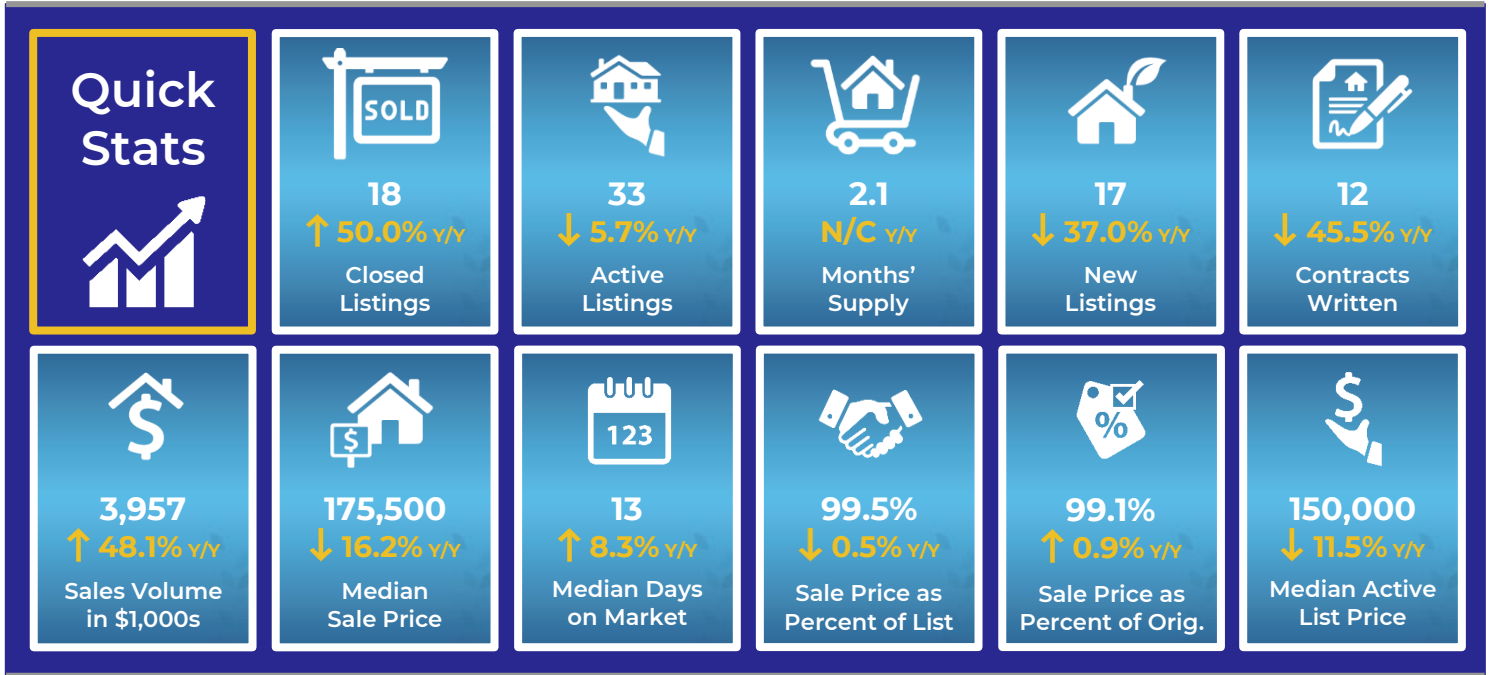 Quick
Stats
SOLD
18
↑ 50.0% Y/Y
Closed
Listings
33
↓ 5.7% Y/Y
Active
Listings
2.1
N/C Y/Y
Months’
Supply
17
↓ 37.0% Y/Y
New
Listings
12
↓ 45.5% Y/Y
Contracts
Written
$
3,957
↑ 48.1% Y/Y
Sales Volume
in $1,000s
$
175,500
↓ 16.2% Y/Y
Median
Sale Price
123
13
↑ 8.3% Y/Y
Median Days
on Market
99.5%
↓ 0.5% Y/Y
Sale Price as
Percent of List
%
99.1%
↑ 0.9% Y/Y
Sale Price as
Percent of Orig.
$
150,000
↓ 11.5% Y/Y
Median Active
List Price